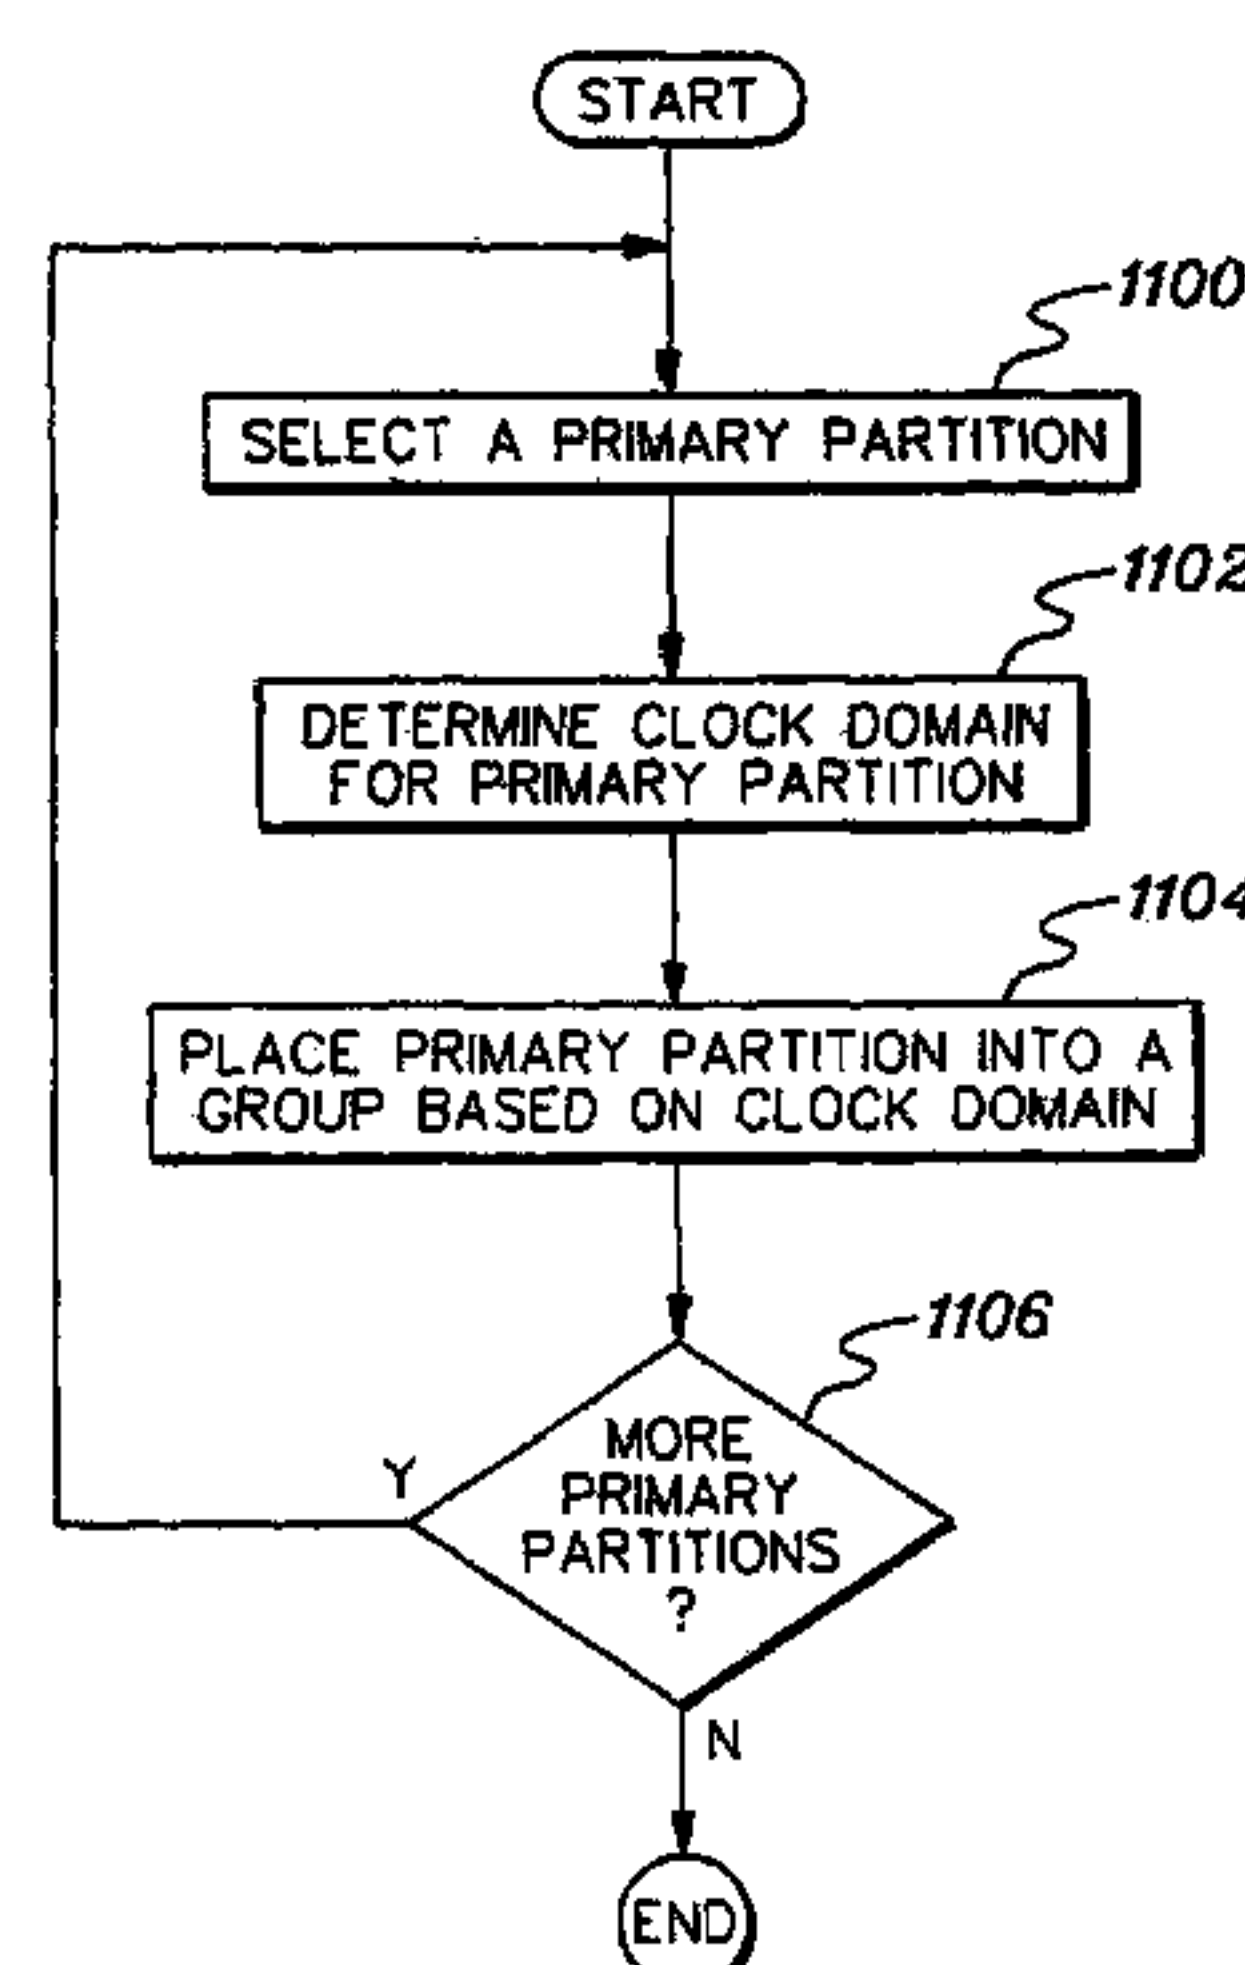 START
1100
SELECT A PRIMARY PARTITION
1102
DETERMINE CLOCK DOMAIN
FOR PRIMARY PARTITION
1104
PLACE PRIMARY PARTITION INTO A
GROUP BASED ON CLOCK DOMAIN
1106
MORE
PRIMARY
PARTITIONS
?
Y
N
END